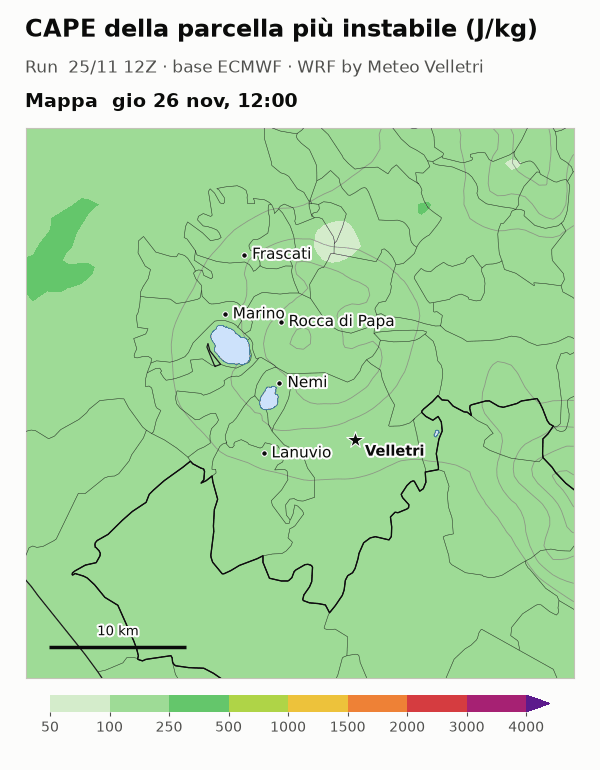 CAPE della parcella più instabile (J/kg)
Run  25/11 12Z · base ECMWF · WRF by Meteo Velletri
Mappa  gio 26 nov, 12:00
Frascati
Marino
Rocca di Papa
Nemi
Velletri
Lanuvio
10 km
50 100 250 500 1000 1500 2000 3000 4000